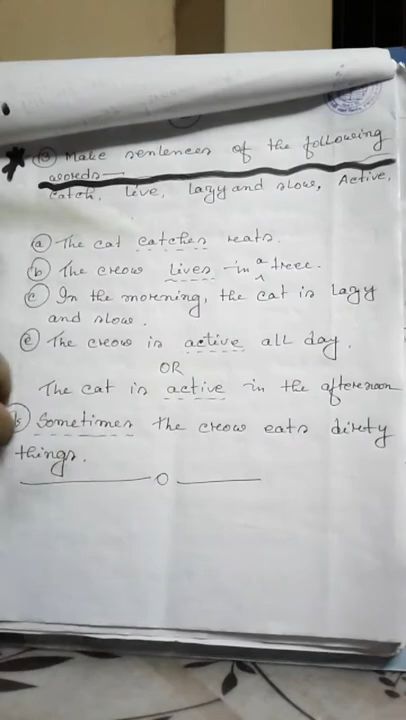 13 Make sentences of the following
words—
Catch, Live, lazy and slow, Active,
a The cat catches rats.
b The crow lives in a tree.
c In the morning, the cat is lazy
and slow.
e The crow is active all day.
OR
The cat is active in the afternoon
Sometimes the crow eats dirty
things.